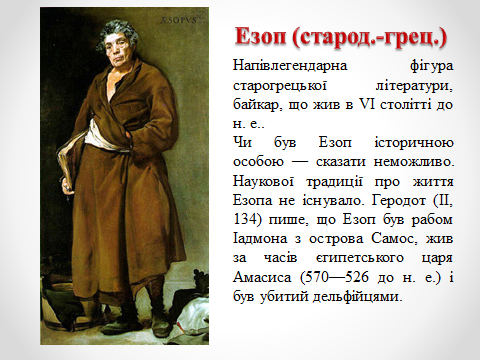 ÆSOPVS
Езоп (старод.-грец.)
Напівлегендарна фігура
старогрецької літератури,
байкар, що жив в VI столітті до
н. е..
Чи був Езоп історичною
особою — сказати неможливо.
Наукової традиції про життя
Езопа не існувало. Геродот (II,
134) пише, що Езоп був рабом
Іадмона з острова Самос, жив
за часів єгипетського царя
Амасиса (570—526 до н. е.) і
був убитий дельфійцями.